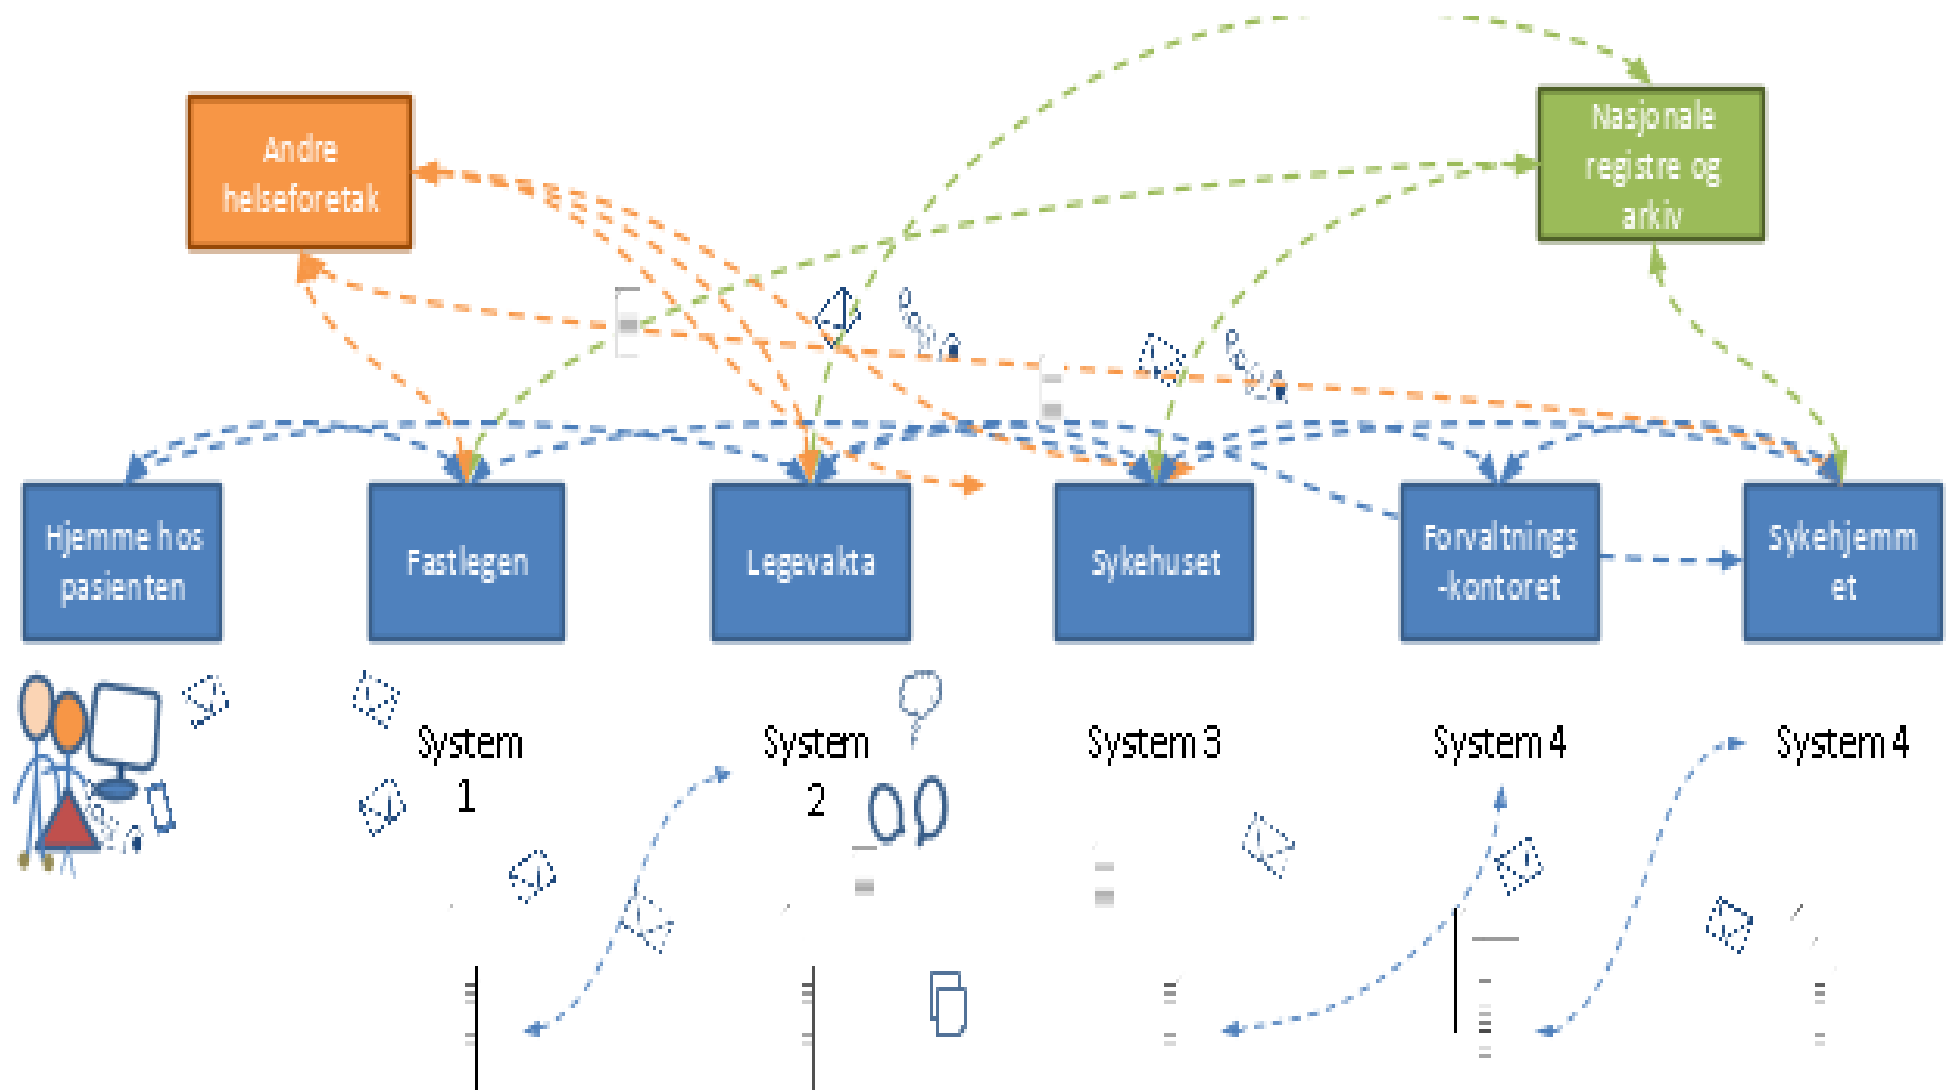 Andre
helseforetak
Nasjonale
registre og
arkiv
Hjemme hos
pasienten
Fastlegen
Legevakta
Sykehuset
Forvaltnings
-kontoret
Sykehjemm
et
System
1
System
2
System 3
System 4
System 4